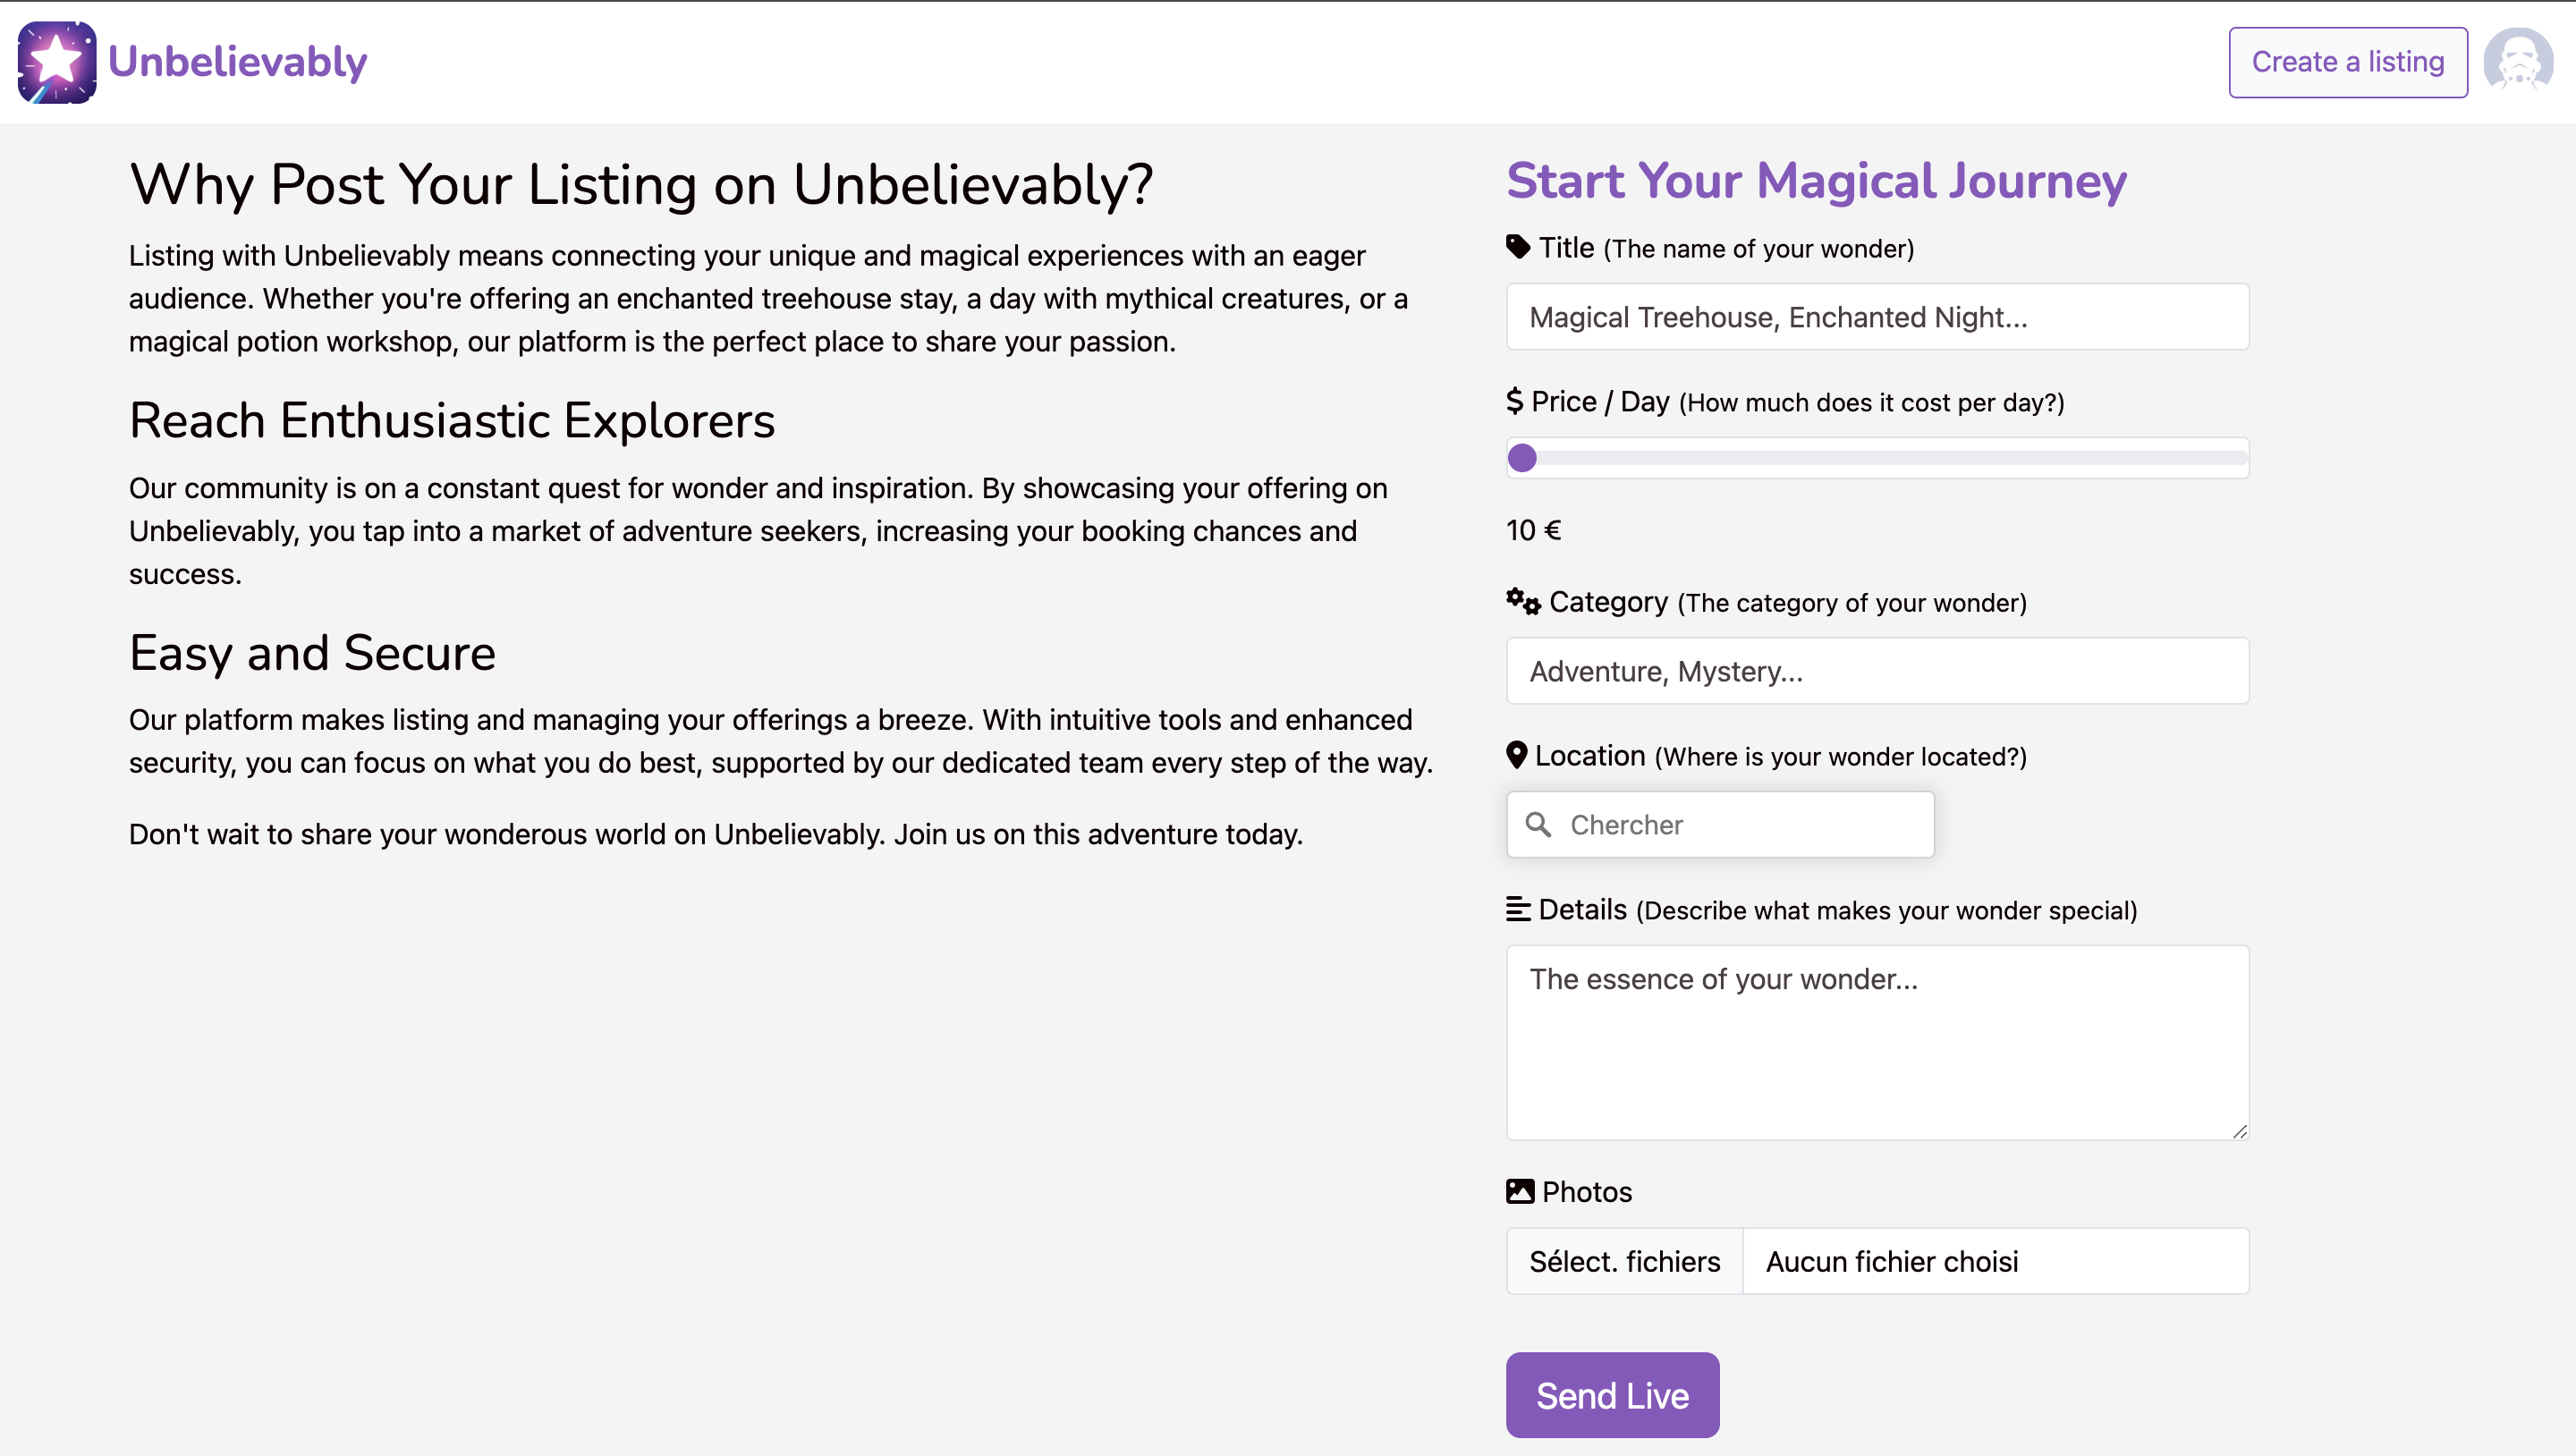 Unbelievably
Create a listing
Why Post Your Listing on Unbelievably?
Listing with Unbelievably means connecting your unique and magical experiences with an eager
audience. Whether you're offering an enchanted treehouse stay, a day with mythical creatures, or a
magical potion workshop, our platform is the perfect place to share your passion.
Reach Enthusiastic Explorers
Our community is on a constant quest for wonder and inspiration. By showcasing your offering on
Unbelievably, you tap into a market of adventure seekers, increasing your booking chances and
success.
Easy and Secure
Our platform makes listing and managing your offerings a breeze. With intuitive tools and enhanced
security, you can focus on what you do best, supported by our dedicated team every step of the way.
Don't wait to share your wonderous world on Unbelievably. Join us on this adventure today.
Start Your Magical Journey
Title (The name of your wonder)
Magical Treehouse, Enchanted Night...
$ Price / Day (How much does it cost per day?)
10 €
Category (The category of your wonder)
Adventure, Mystery...
Location (Where is your wonder located?)
Chercher
Details (Describe what makes your wonder special)
The essence of your wonder...
Photos
Sélect. fichiers Aucun fichier choisi
Send Live